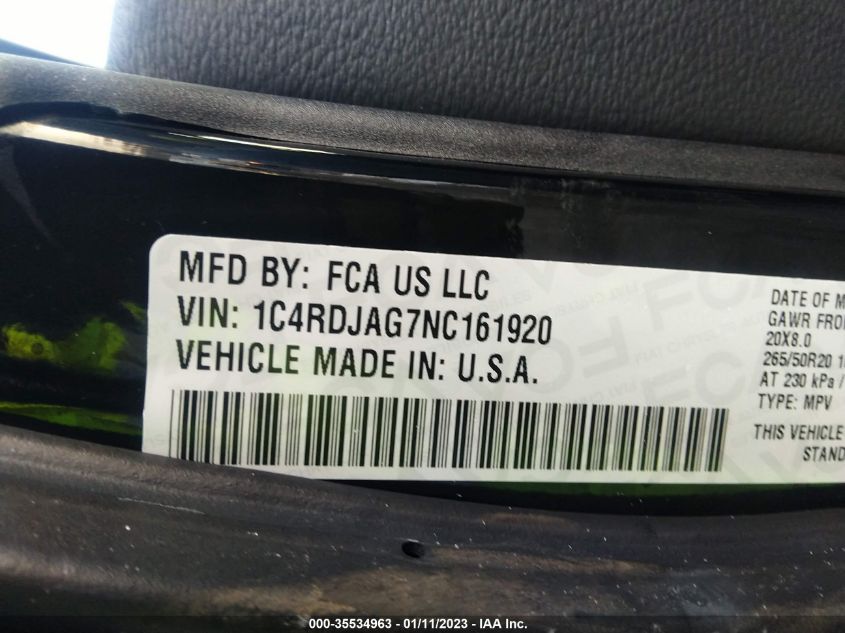 MFD BY: FCA US LLC
VIN: 1C4RDJAG7NC161920
VEHICLE MADE IN: U.S.A.
DATE OF M
GAWR FRO
20X8.0
265/50R20 1
AT 230 kPa /
TYPE: MPV
THIS VEHICLE
STAND
000-35534963 - 01/11/2023 - © IAA Inc.